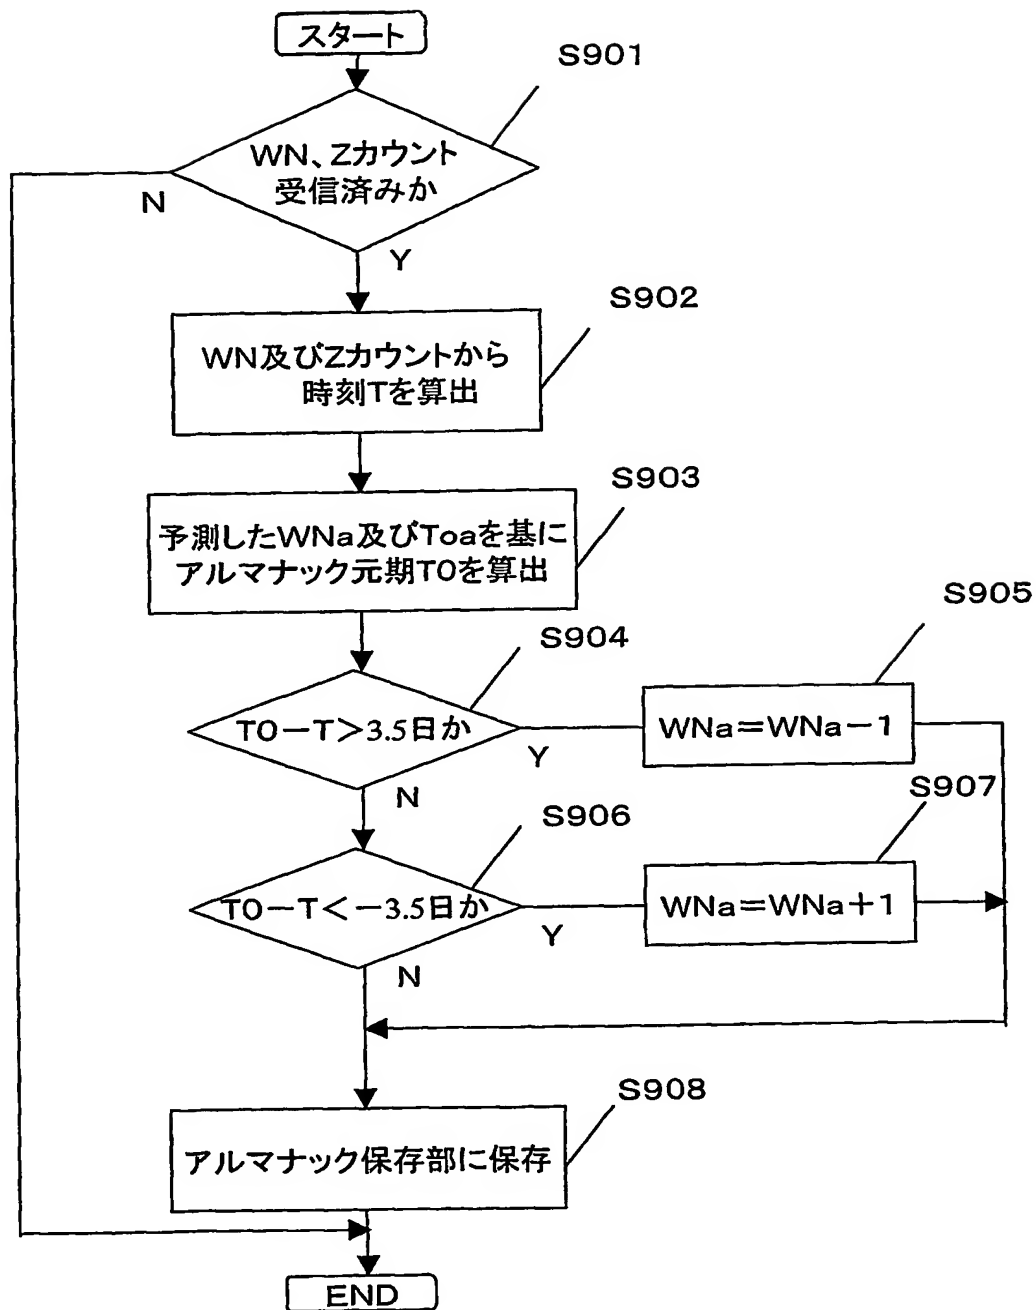 スタート
S901
WN、Zカウント
受信済みか
N
Y
S902
WN及びZカウントから
時刻Tを算出
S903
予測したWNa及びToaを基に
アルマナック元期TOを算出
S904
S905
TO-T>3.5日か
Y
WNa=WNa-1
N
S906
S907
TO-T<-3.5日か
Y
WNa=WNa+1
N
S908
アルマナック保存部に保存
END